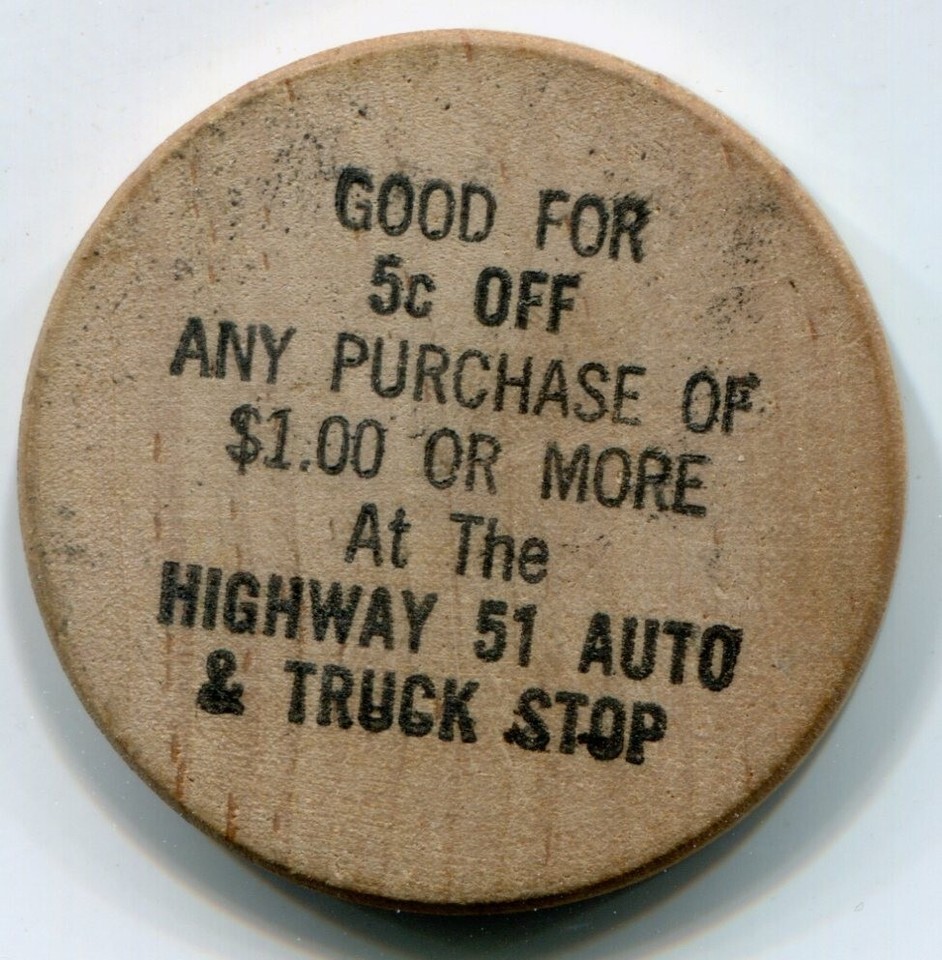 GOOD FOR
5c OFF
ANY PURCHASE OF
$1.00 OR MORE
At The
HIGHWAY 51 AUTO
& TRUCK STOP